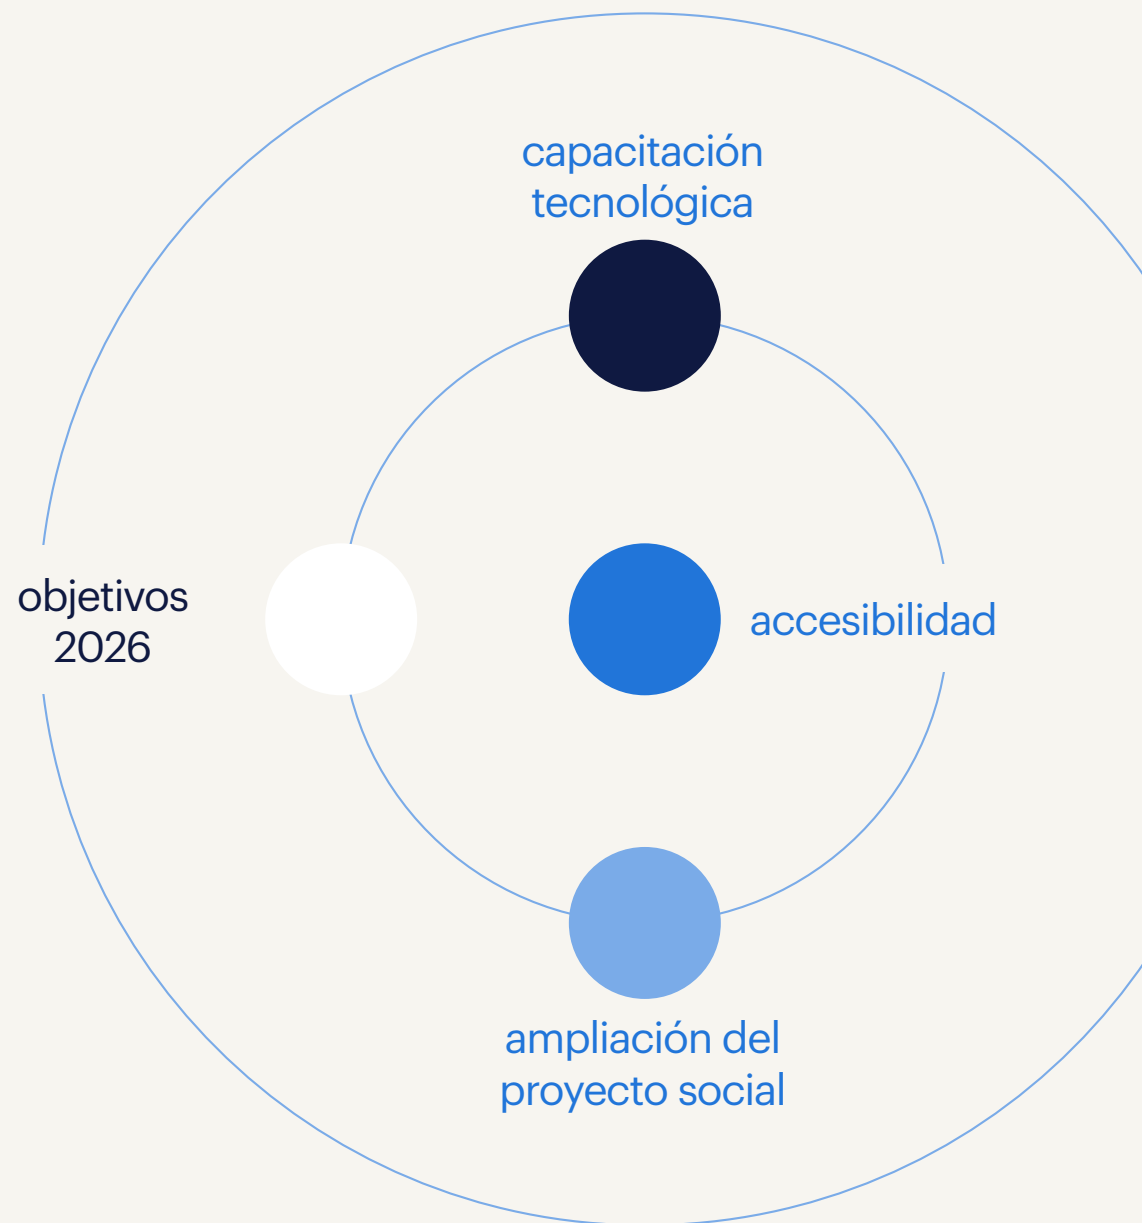 capacitación
tecnológica
objetivos
2026
accesibilidad
ampliación del
proyecto social